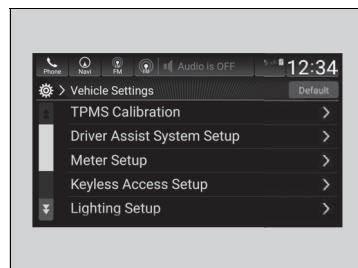 Phone
Navi
FM
Audio is OFF
12:34
Vehicle Settings
Default
TPMS Calibration
Driver Assist System Setup
Meter Setup
Keyless Access Setup
Lighting Setup